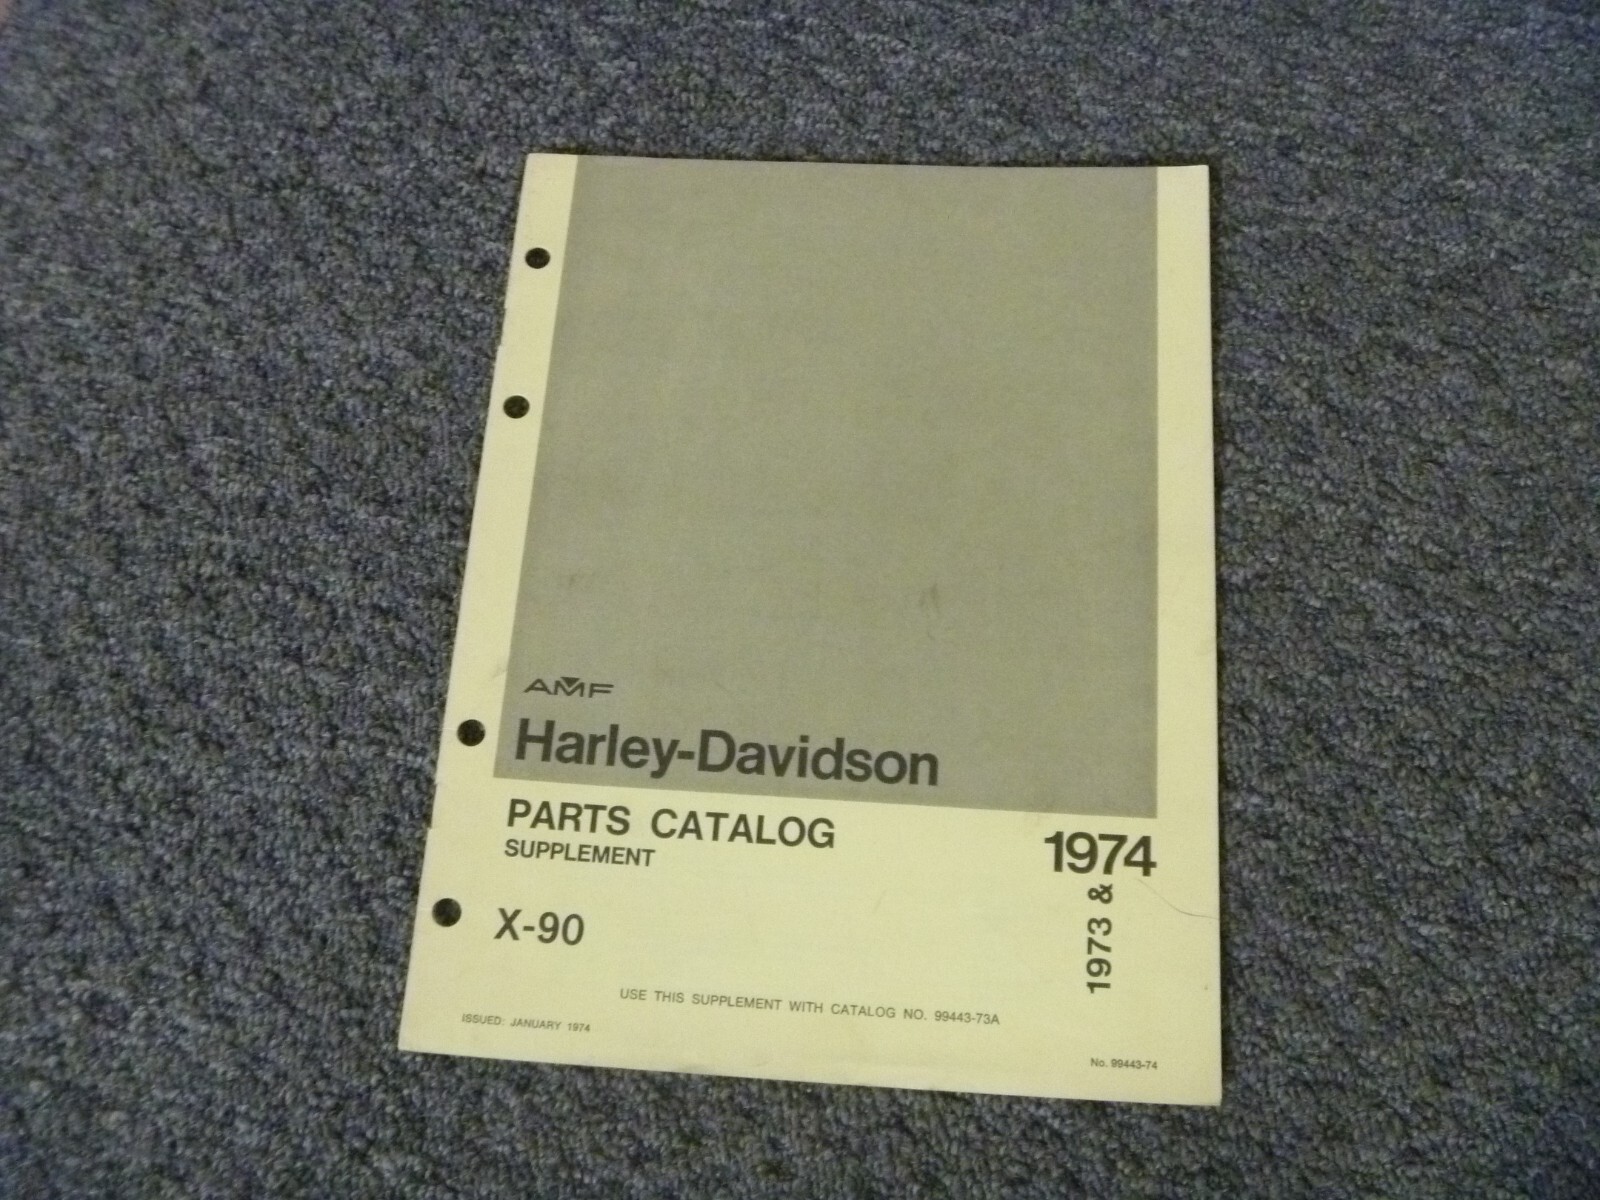 AMF
Harley-Davidson
PARTS CATALOG
SUPPLEMENT
1974
1973 &
X-90
USE THIS SUPPLEMENT WITH CATALOG NO. 99443-73A
ISSUED: JANUARY 1974
No. 99443-74